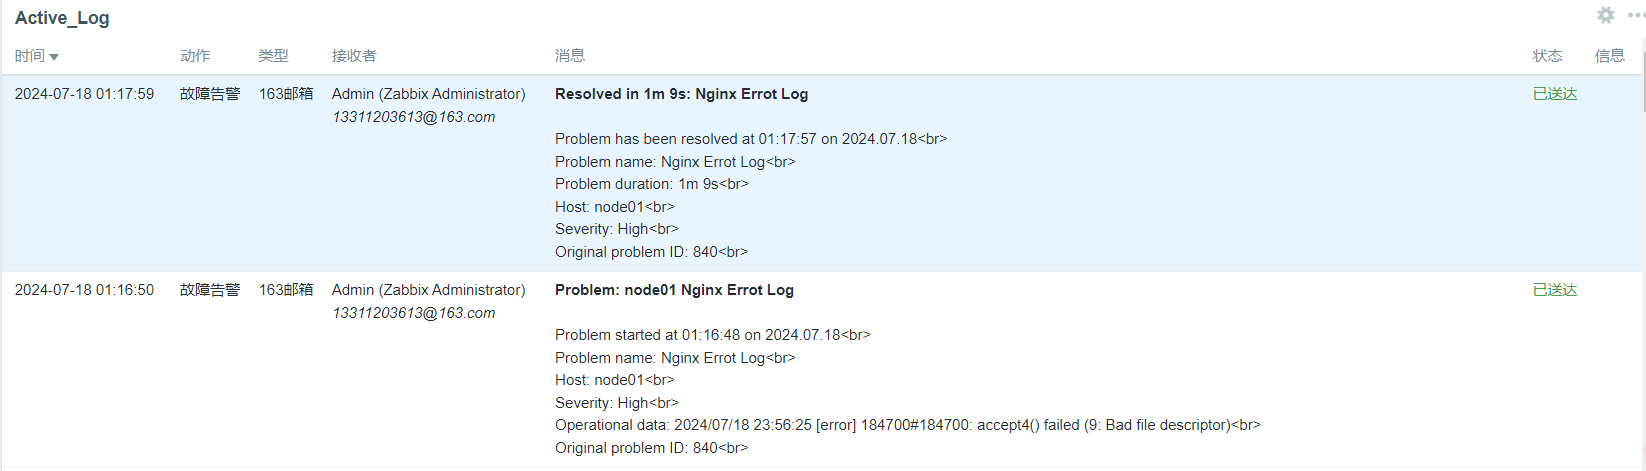 Active_Log
时间 动作 类型 接收者 消息 状态 信息
2024-07-18 01:17:59 故障告警 163邮箱 Admin (Zabbix Administrator) Resolved in 1m 9s: Nginx Errot Log 已送达
13311203613@163.com
Problem has been resolved at 01:17:57 on 2024.07.18<br>
Problem name: Nginx Errot Log<br>
Problem duration: 1m 9s<br>
Host: node01<br>
Severity: High<br>
Original problem ID: 840<br>
2024-07-18 01:16:50 故障告警 163邮箱 Admin (Zabbix Administrator) Problem: node01 Nginx Errot Log 已送达
13311203613@163.com
Problem started at 01:16:48 on 2024.07.18<br>
Problem name: Nginx Errot Log<br>
Host: node01<br>
Severity: High<br>
Operational data: 2024/07/18 23:56:25 [error] 184700#184700: accept4() failed (9: Bad file descriptor)<br>
Original problem ID: 840<br>